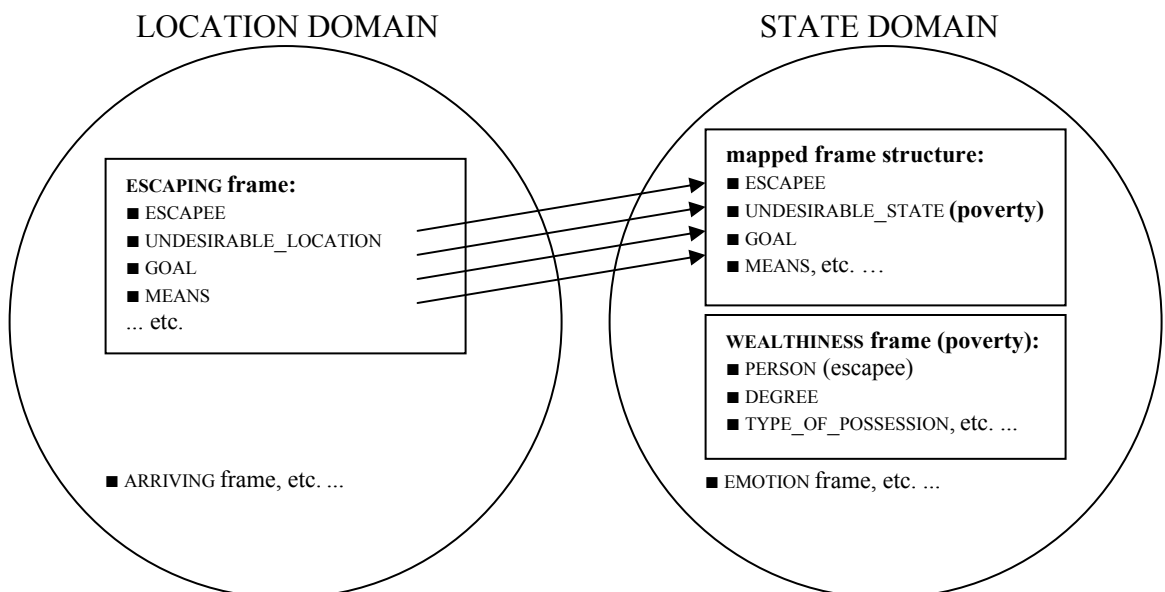 LOCATION DOMAIN
ESCAPING frame:
■ ESCAPEE
■ UNDESIRABLE_LOCATION
■ GOAL
■ MEANS
... etc.
■ ARRIVING frame, etc. ...
STATE DOMAIN
mapped frame structure:
■ ESCAPEE
■ UNDESIRABLE_STATE (poverty)
■ GOAL
■ MEANS, etc. …
WEALTHINESS frame (poverty):
■ PERSON (escapee)
■ DEGREE
■ TYPE_OF_POSSESSION, etc. ...
■ EMOTION frame, etc. ...